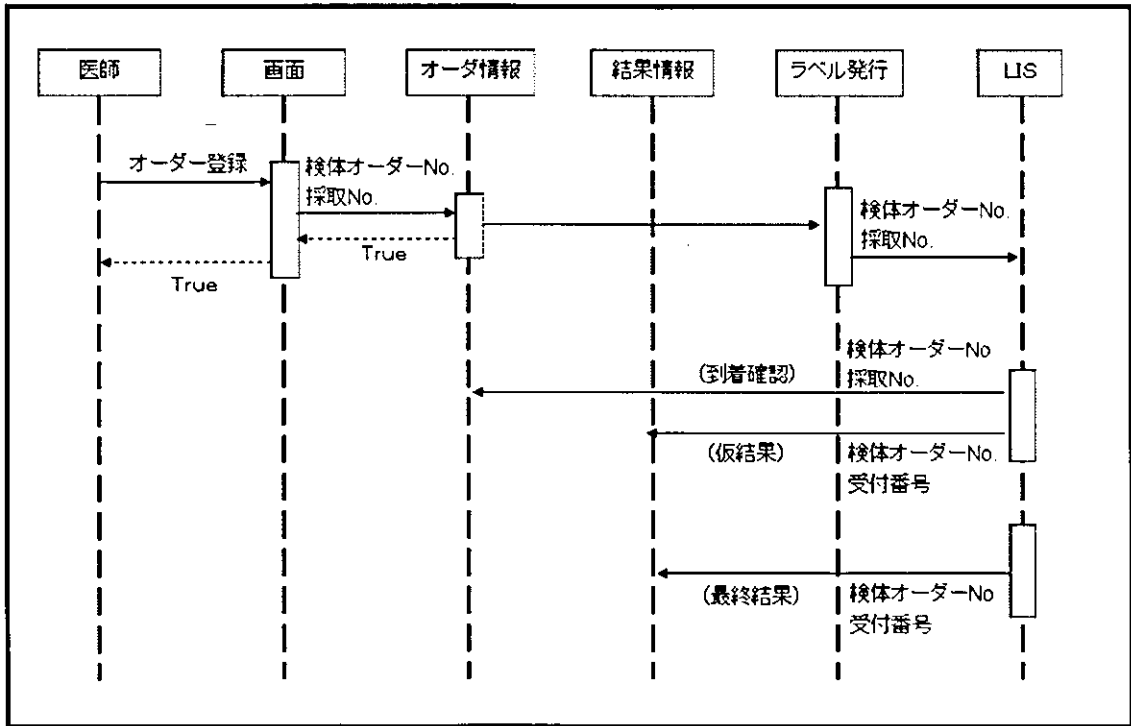 医師
画面
オーダ情報
結果情報
ラベル発行
LIS
オーダー登録
検体オーダーNo.
採取No.
True
True
検体オーダーNo.
採取No.
(到着確認)
検体オーダーNo
採取No.
(仮結果)
検体オーダーNo.
受付番号
(最終結果)
検体オーダーNo
受付番号